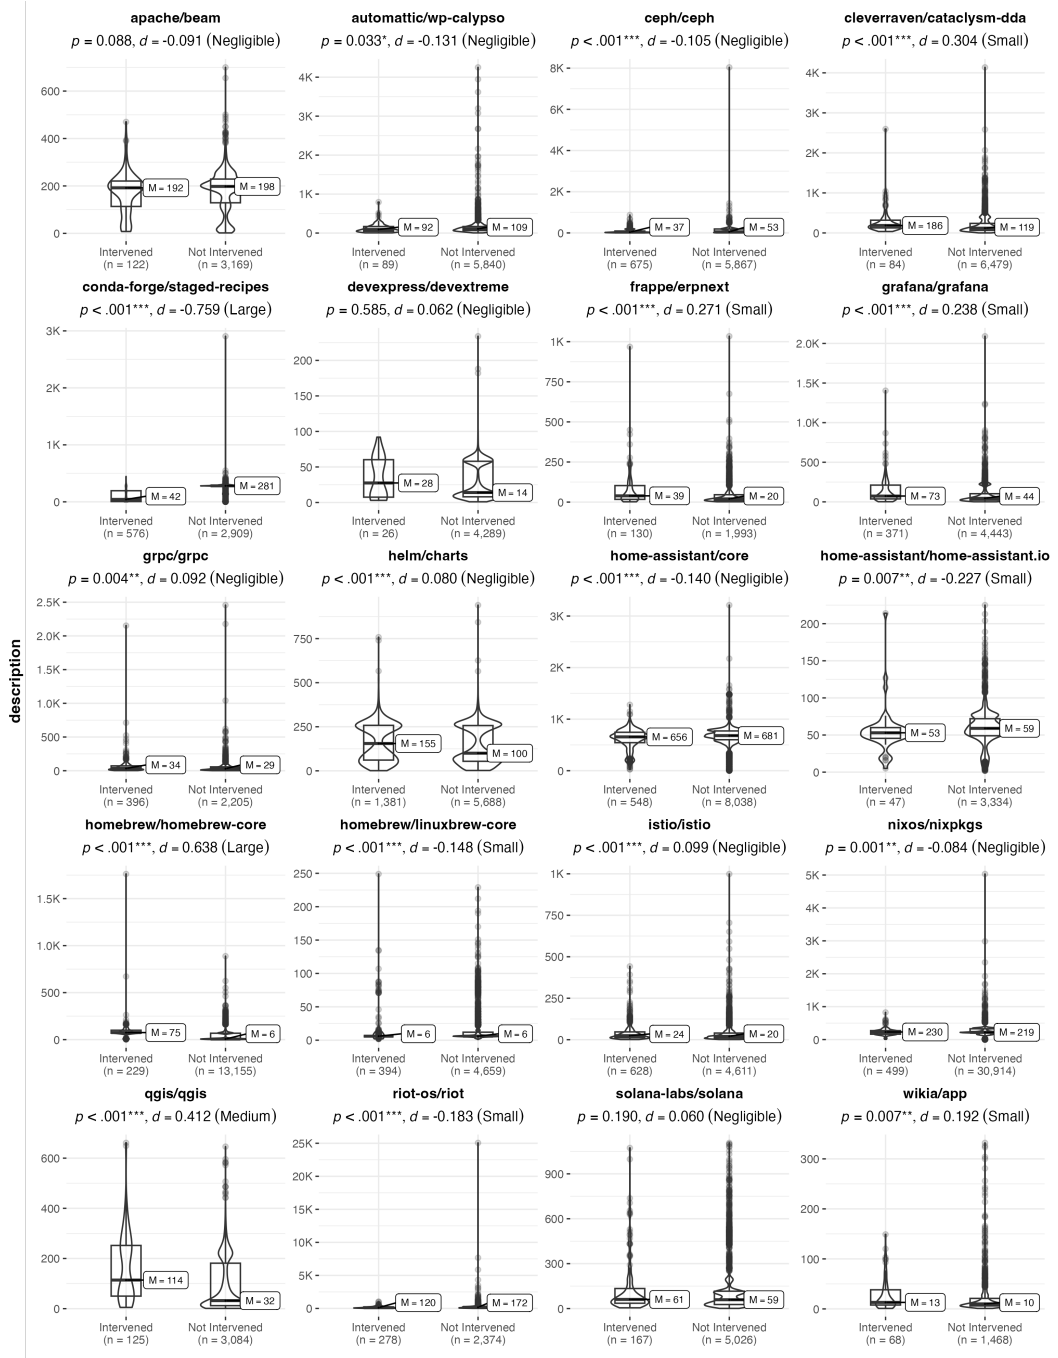 description
apache/beam
p = 0.088, d = -0.091 (Negligible)
600
400
200
0
M = 192
M = 198
Intervened
(n = 122)
Not Intervened
(n = 3,169)
automattic/wp-calypso
p = 0.033*, d = -0.131 (Negligible)
4K
3K
2K
1K
0
M = 92
M = 109
Intervened
(n = 89)
Not Intervened
(n = 5,840)
ceph/ceph
p < .001***, d = -0.105 (Negligible)
8K
6K
4K
2K
0
M = 37
M = 53
Intervened
(n = 675)
Not Intervened
(n = 5,867)
cleverraven/cataclysm-dda
p < .001***, d = 0.304 (Small)
4K
3K
2K
1K
0
M = 186
M = 119
Intervened
(n = 84)
Not Intervened
(n = 6,479)
conda-forge/staged-recipes
p < .001***, d = -0.759 (Large)
3K
2K
1K
0
M = 42
M = 281
Intervened
(n = 576)
Not Intervened
(n = 2,909)
devexpress/devextreme
p = 0.585, d = 0.062 (Negligible)
200
150
100
50
0
M = 28
M = 14
Intervened
(n = 26)
Not Intervened
(n = 4,289)
frappe/erpnext
p < .001***, d = 0.271 (Small)
1K
750
500
250
0
M = 39
M = 20
Intervened
(n = 130)
Not Intervened
(n = 1,993)
grafana/grafana
p < .001***, d = 0.238 (Small)
2.0K
1.5K
1.0K
500
0
M = 73
M = 44
Intervened
(n = 371)
Not Intervened
(n = 4,443)
grpc/grpc
p = 0.004**, d = 0.092 (Negligible)
2.5K
2.0K
1.5K
1.0K
500
0
M = 34
M = 29
Intervened
(n = 396)
Not Intervened
(n = 2,205)
helm/charts
p < .001***, d = 0.080 (Negligible)
750
500
250
0
M = 155
M = 100
Intervened
(n = 1,381)
Not Intervened
(n = 5,688)
home-assistant/core
p < .001***, d = -0.140 (Negligible)
3K
2K
1K
0
M = 656
M = 681
Intervened
(n = 548)
Not Intervened
(n = 8,038)
home-assistant/home-assistant.io
p = 0.007**, d = -0.227 (Small)
200
150
100
50
0
M = 53
M = 59
Intervened
(n = 47)
Not Intervened
(n = 3,334)
homebrew/homebrew-core
p < .001***, d = 0.638 (Large)
1.5K
1.0K
500
0
M = 75
M = 6
Intervened
(n = 229)
Not Intervened
(n = 13,155)
homebrew/linuxbrew-core
p < .001***, d = -0.148 (Small)
250
200
150
100
50
0
M = 6
M = 6
Intervened
(n = 394)
Not Intervened
(n = 4,659)
istio/istio
p < .001***, d = 0.099 (Negligible)
1K
750
500
250
0
M = 24
M = 20
Intervened
(n = 628)
Not Intervened
(n = 4,611)
nixos/nixpkgs
p = 0.001**, d = -0.084 (Negligible)
5K
4K
3K
2K
1K
0
M = 230
M = 219
Intervened
(n = 499)
Not Intervened
(n = 30,914)
qgis/qgis
p < .001***, d = 0.412 (Medium)
600
400
200
0
M = 114
M = 32
Intervened
(n = 125)
Not Intervened
(n = 3,084)
riot-os/riot
p < .001***, d = -0.183 (Small)
25K
20K
15K
10K
5K
0
M = 120
M = 172
Intervened
(n = 278)
Not Intervened
(n = 2,374)
solana-labs/solana
p = 0.190, d = 0.060 (Negligible)
900
600
300
0
M = 61
M = 59
Intervened
(n = 167)
Not Intervened
(n = 5,026)
wikia/app
p = 0.007**, d = 0.192 (Small)
300
200
100
0
M = 13
M = 10
Intervened
(n = 68)
Not Intervened
(n = 1,468)